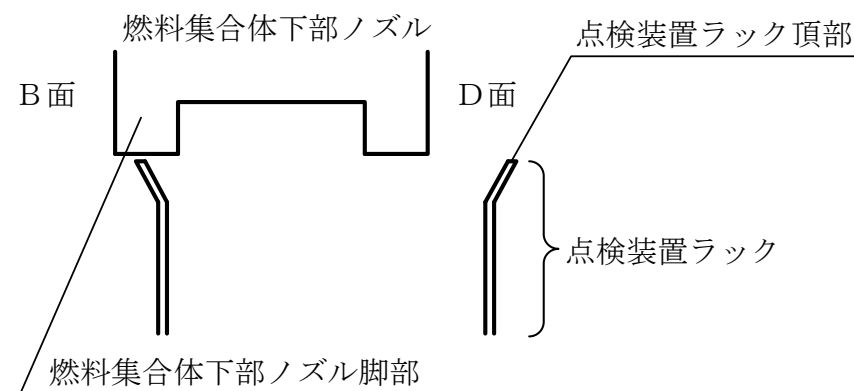 燃料集合体下部ノズル
点検装置ラック頂部
Ｂ面
Ｄ面
点検装置ラック
燃料集合体下部ノズル脚部